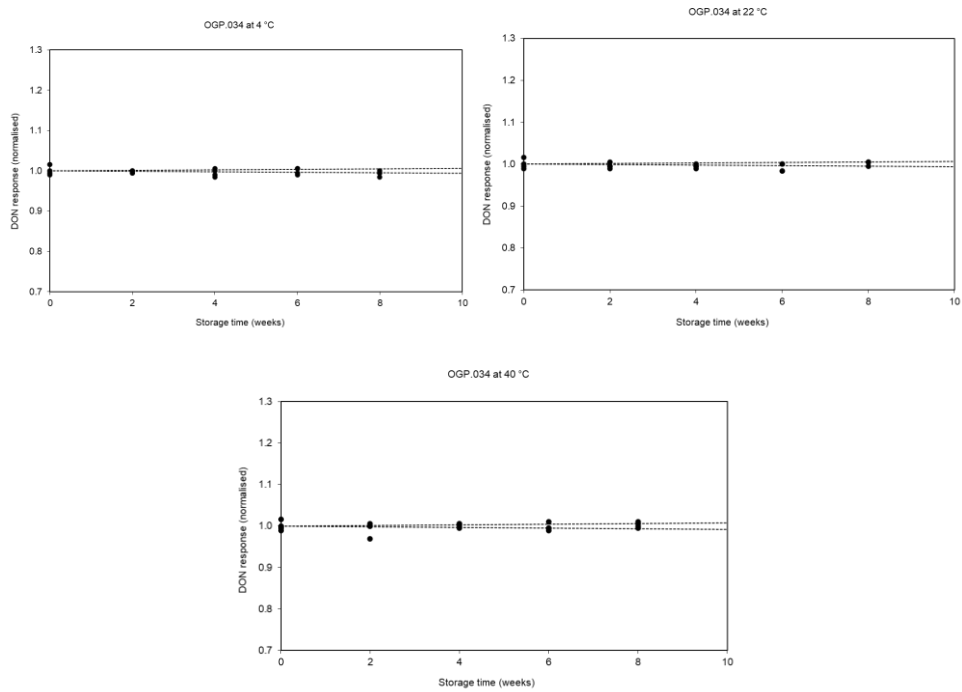 OGP.034 at 4 °C
1.3
1.2
1.1
1.0
0.9
0.8
0.7
DON response (normalised)
0 2 4 6 8 10
Storage time (weeks)
OGP.034 at 22 °C
1.3
1.2
1.1
1.0
0.9
0.8
0.7
DON response (normalised)
0 2 4 6 8 10
Storage time (weeks)
OGP.034 at 40 °C
1.3
1.2
1.1
1.0
0.9
0.8
0.7
DON response (normalised)
0 2 4 6 8 10
Storage time (weeks)